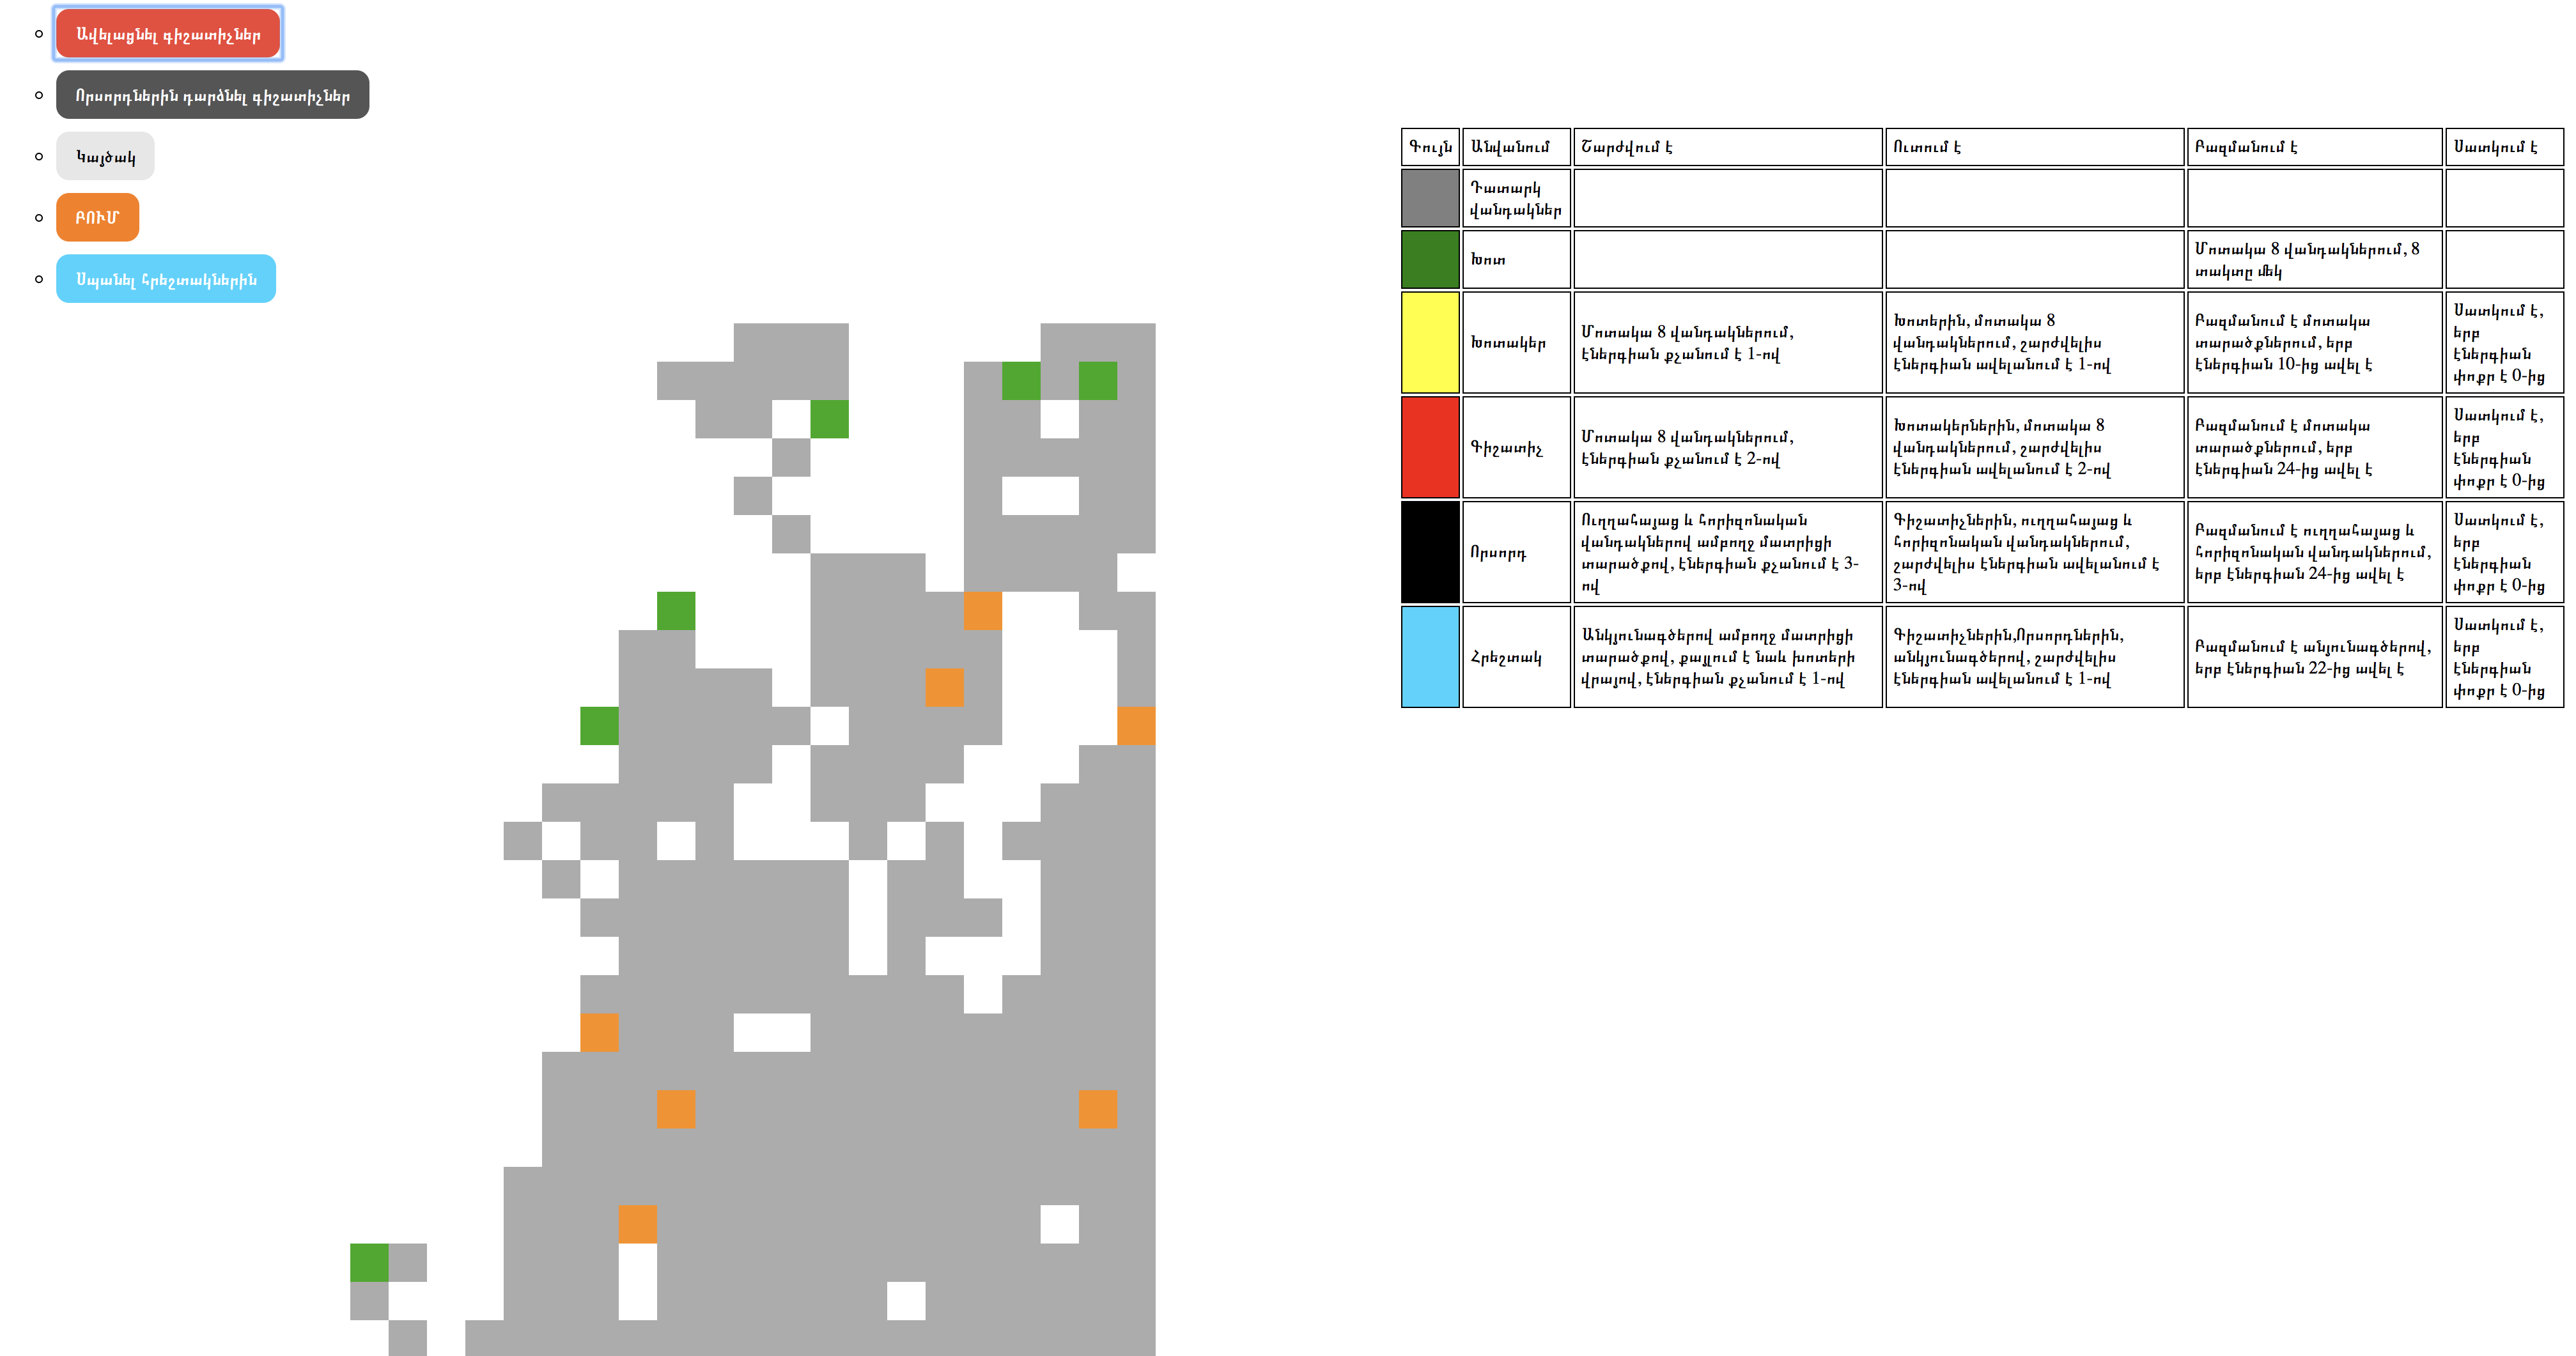 Ավելացնել գիշատիչներ
Որսորդներին դարձնել գիշատիչներ
Կայծակ
ԲՈՒՄ
Սպանել հրեշտակներին
Գույն
Անվանում
Շարժվում է
Ուտում է
Բազմանում է
Սատկում է
Դատարկ
վանդակներ
Խոտ
Մոտակա 8 վանդակներում, 8
տակտը մեկ
Խոտակեր
Մոտակա 8 վանդակներում,
էներգիան քչանում է 1-ով
Խոտերին, մոտակա 8
վանդակներում, շարժվելիս
էներգիան ավելանում է 1-ով
Բազմանում է մոտակա
տարածքներում, երբ
էներգիան 10-ից ավել է
Սատկում է,
երբ
էներգիան
փոքր է 0-ից
Գիշատիչ
Մոտակա 8 վանդակներում,
էներգիան քչանում է 2-ով
Խոտակերներին, մոտակա 8
վանդակներում, շարժվելիս
էներգիան ավելանում է 2-ով
Բազմանում է մոտակա
տարածքներում, երբ
էներգիան 24-ից ավել է
Սատկում է,
երբ
էներգիան
փոքր է 0-ից
Որսորդ
Ուղղահայաց և հորիզոնական
վանդակներով ամբողջ մատրիցի
տարածքով, էներգիան քչանում է 3-
ով
Գիշատիչներին, ուղղահայաց և
հորիզոնական վանդակներում,
շարժվելիս էներգիան ավելանում է
3-ով
Բազմանում է ուղղահայաց և
հորիզոնական վանդակներում,
երբ էներգիան 24-ից ավել է
Սատկում է,
երբ
էներգիան
փոքր է 0-ից
Հրեշտակ
Անկյունագծերով ամբողջ մատրիցի
տարածքով, քայլում է նաև խոտերի
վրայով, էներգիան քչանում է 1-ով
Գիշատիչներին,Որսորդներին,
անկյունագծերով, շարժվելիս
էներգիան ավելանում է 1-ով
Բազմանում է անյունագծերով,
երբ էներգիան 22-ից ավել է
Սատկում է,
երբ
էներգիան
փոքր է 0-ից